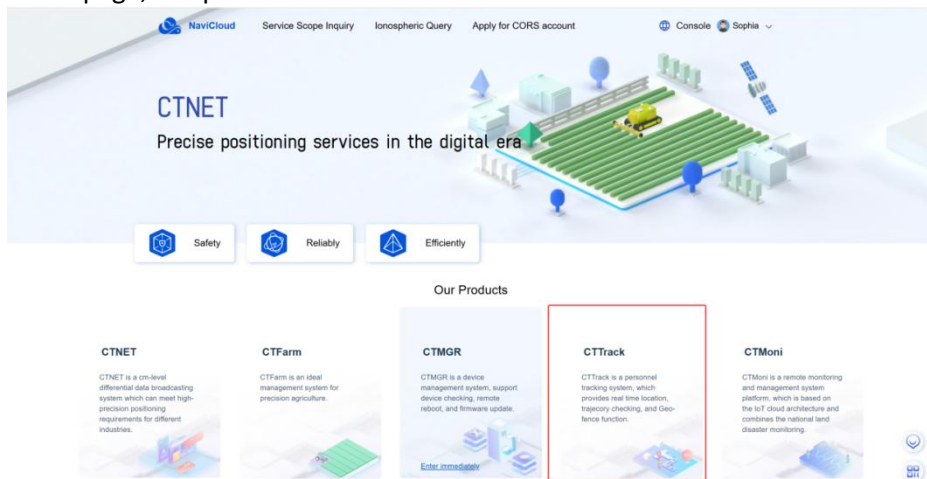 NaviCloud Service Scope Inquiry Ionospheric Query Apply for CORS account Console Sophia
CTNET
Precise positioning services in the digital era
Safety Reliably Efficiently
Our Products
CTNET
CTNET is a cm-level
differential data broadcasting
system which can meet high-
precision positioning
requirements for different
industries.
CTFarm
CTFarm is an ideal
management system for
precision agriculture.
CTMGR
CTMGR is a device
management system, support
device checking, remote
reboot, and firmware update.
Enter immediately
CTTrack
CTTrack is a personnel
tracking system, which
provides real time location,
trajecory checking, and Geo-
fence function.
CTMoni
CTMoni is a remote monitoring
and management system
platform, which is based on
the IoT cloud architecture and
combines the national land
disaster monitoring.